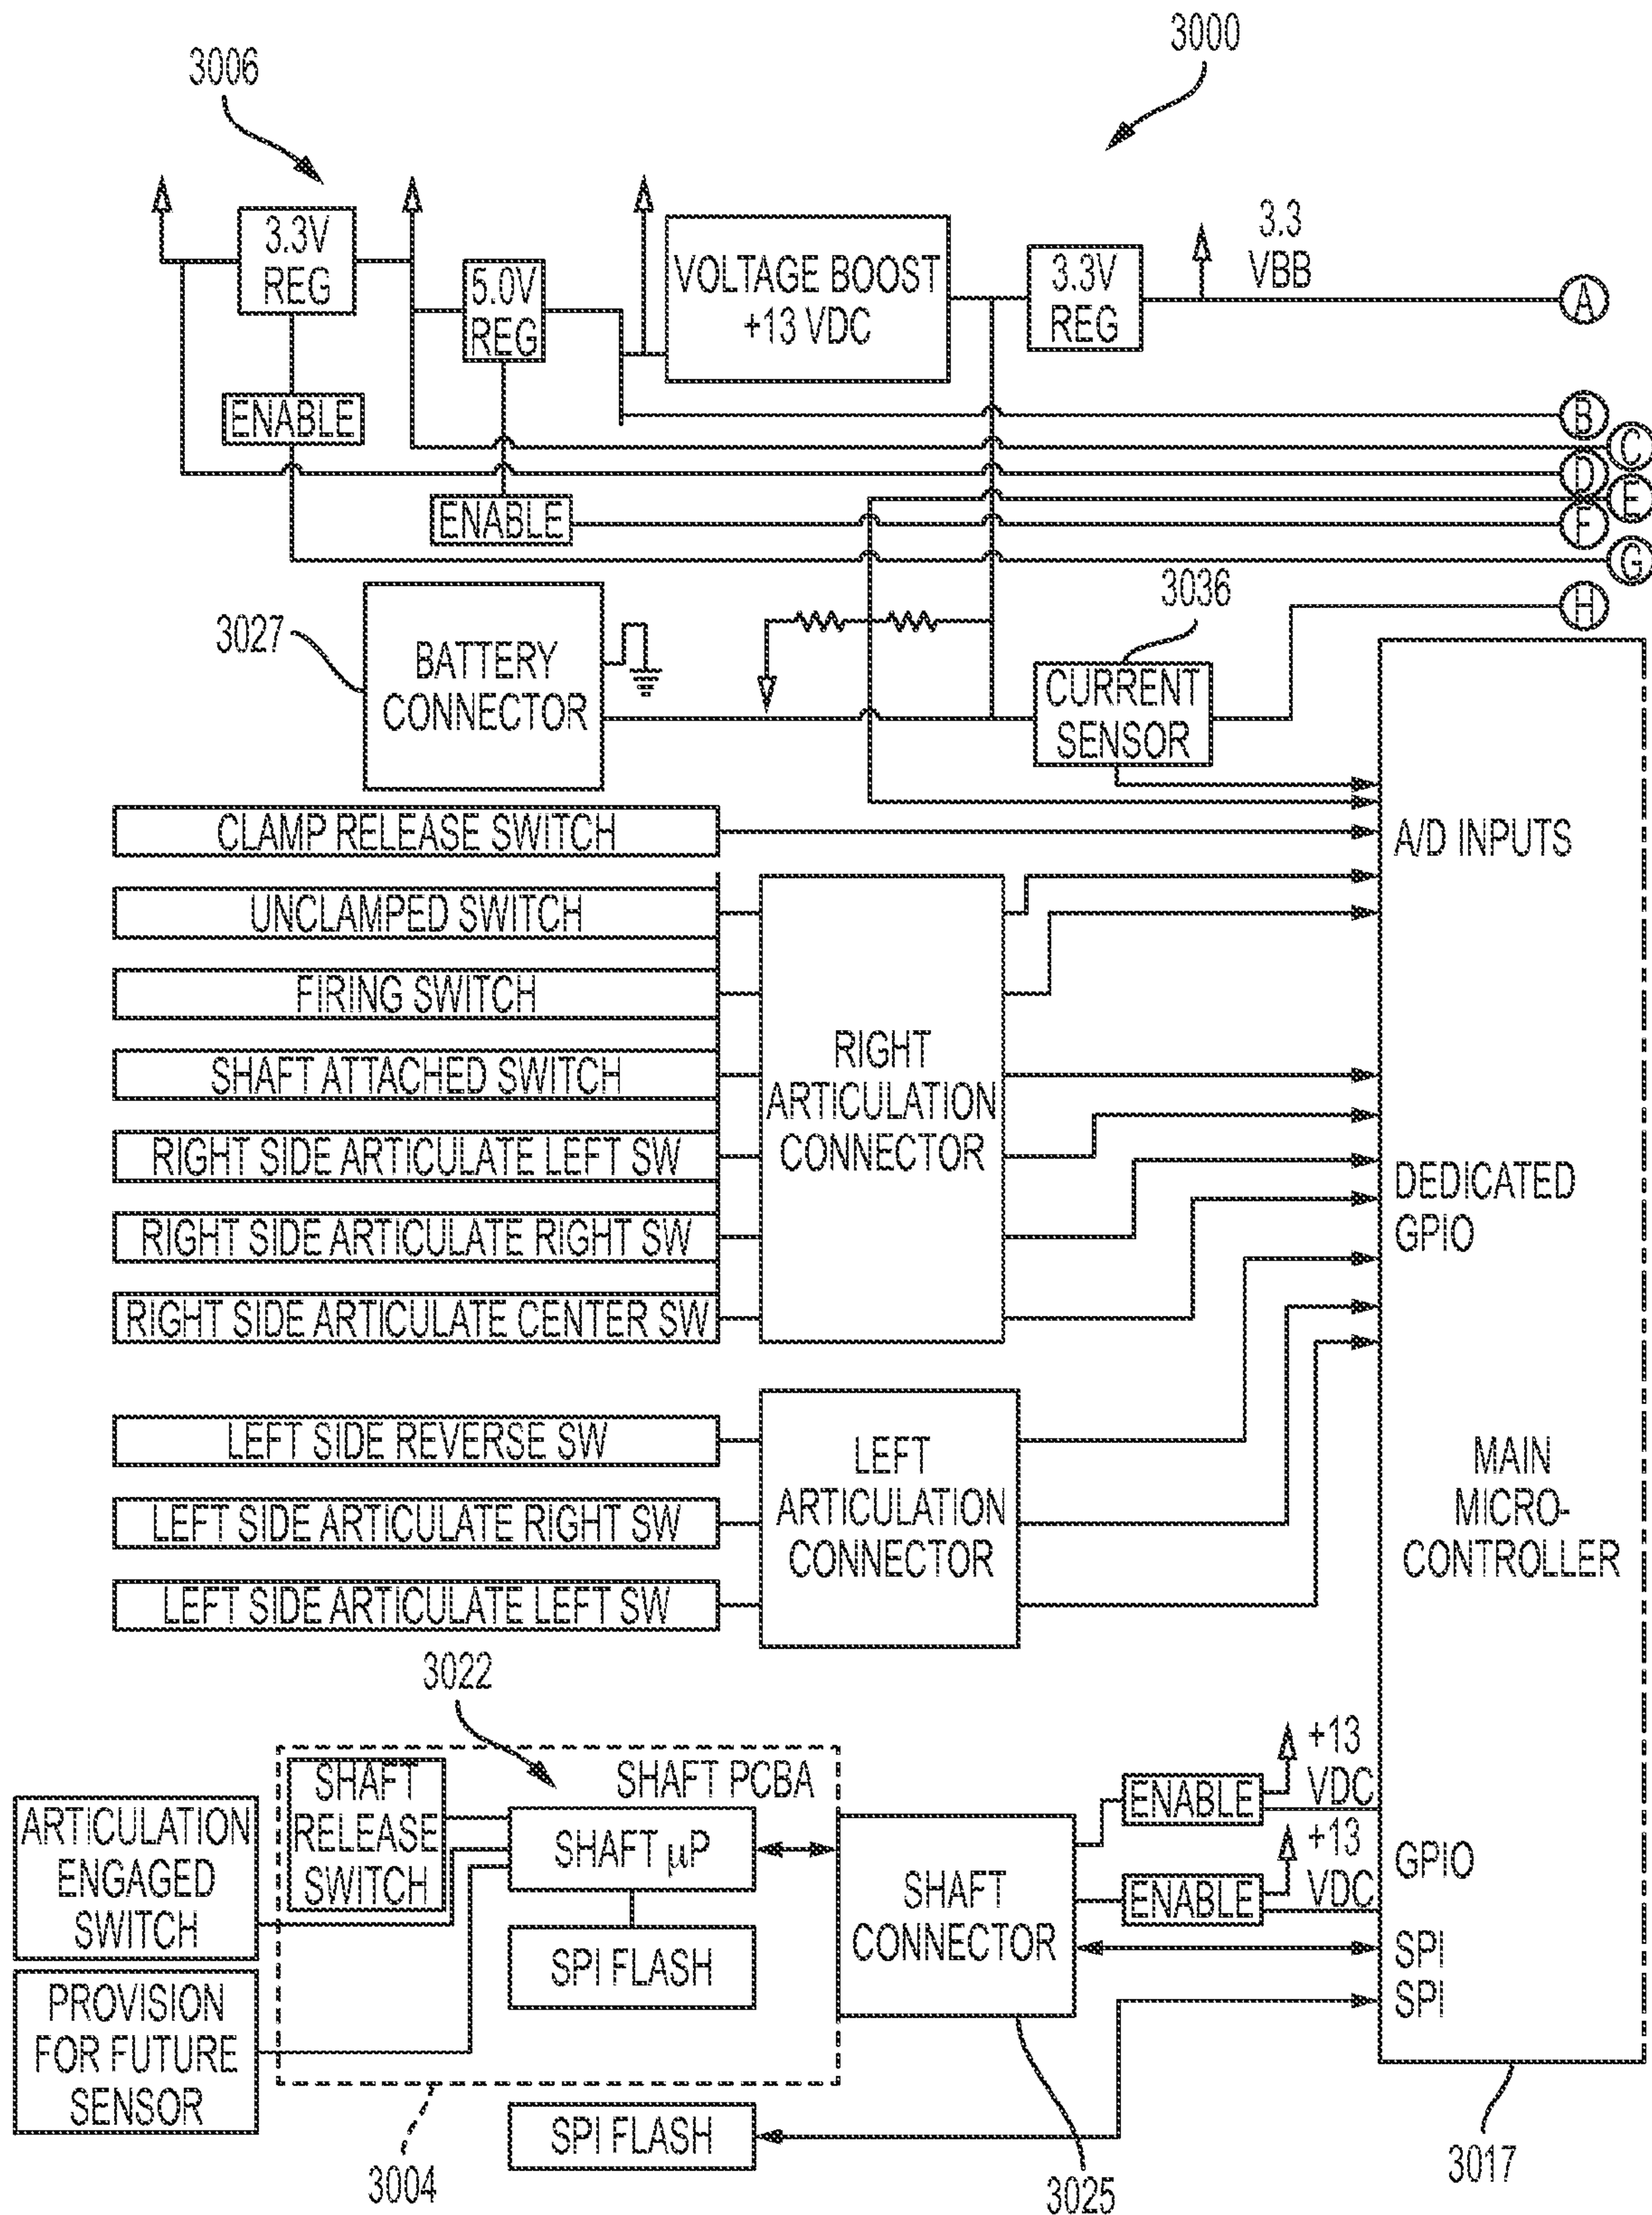 3006
3000
3.3V
REG
5.0V
REG
VOLTAGE BOOST
+13 VDC
3.3V
REG
3.3
VBB
A
ENABLE
B
C
D
E
ENABLE
F
G
3027
BATTERY
CONNECTOR
3036
H
CURRENT
SENSOR
CLAMP RELEASE SWITCH
A/D INPUTS
UNCLAMPED SWITCH
FIRING SWITCH
SHAFT ATTACHED SWITCH
RIGHT SIDE ARTICULATE LEFT SW
RIGHT SIDE ARTICULATE RIGHT SW
RIGHT SIDE ARTICULATE CENTER SW
RIGHT
ARTICULATION
CONNECTOR
DEDICATED
GPIO
LEFT SIDE REVERSE SW
LEFT SIDE ARTICULATE RIGHT SW
LEFT SIDE ARTICULATE LEFT SW
LEFT
ARTICULATION
CONNECTOR
MAIN
MICRO-
CONTROLLER
3022
SHAFT PCBA
ARTICULATION
ENGAGED
SWITCH
SHAFT
RELEASE
SWITCH
SHAFT µP
SPI FLASH
SHAFT
CONNECTOR
ENABLE
+13
VDC
ENABLE
+13
VDC
GPIO
SPI
SPI
PROVISION
FOR FUTURE
SENSOR
SPI FLASH
3004
3025
3017